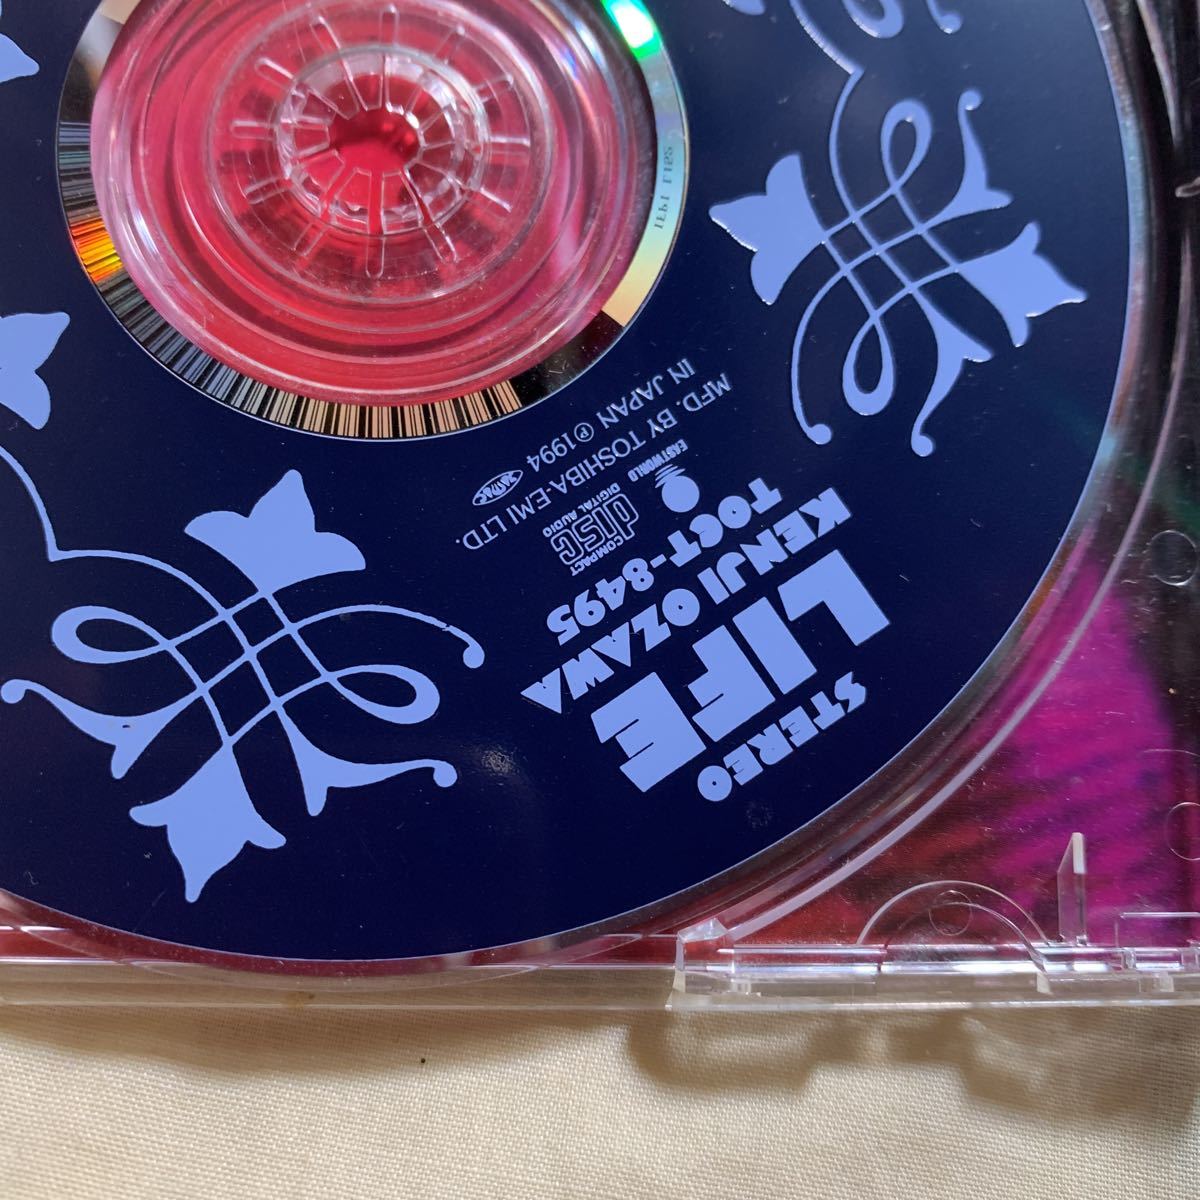 STEREO
LIFE
KENJI OZAWA
TOCT-8495
COMPACT
disc
DIGITAL AUDIO
EASTWORLD
MFD. BY TOSHIBA-EMI LTD.
IN JAPAN ℗1994
JASRAC